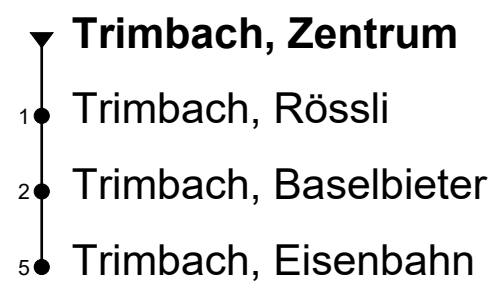 Trimbach, Zentrum
1 Trimbach, Rössli
2 Trimbach, Baselbieter
5 Trimbach, Eisenbahn